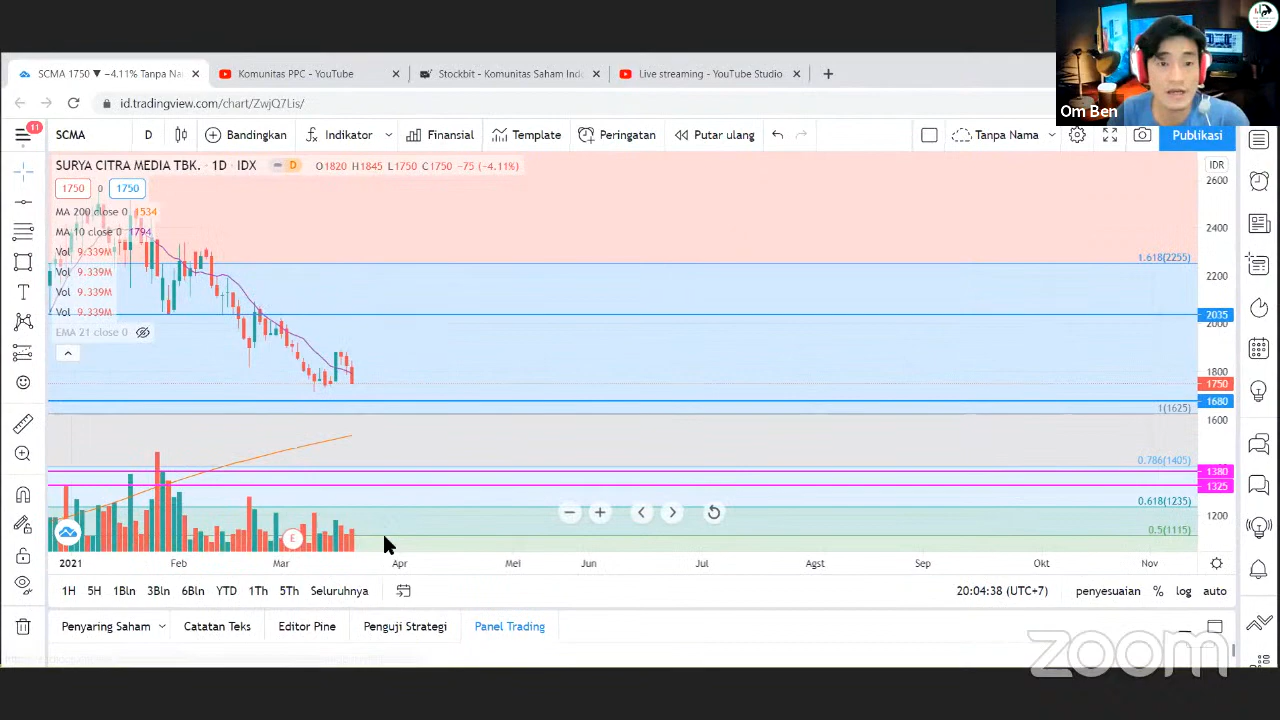 SCMA 1750 ▼ −4.11% Tanpa Na
Komunitas PPC - YouTube
Stockbit - Komunitas Saham Ind
Live streaming - YouTube Studio
Om Ben
id.tradingview.com/chart/ZwjQ7Lis/
11
SCMA
D
Bandingkan
Indikator
Finansial
Template
Peringatan
Putar ulang
Tanpa Nama
Publikasi
SURYA CITRA MEDIA TBK. · 1D · IDX
D
O1820 H1845 L1750 C1750 −75 (−4.11%)
IDR
1750 0 1750
MA 200 close 0 1534
MA 10 close 0 1794
Vol 9.339M
Vol 9.339M
Vol 9.339M
Vol 9.339M
EMA 21 close 0
2600
2400
1.618(2255)
2200
2035
2000
1800
1750
1680
1(1625)
1600
0.786(1405)
1380
1325
0.618(1235)
1200
0.5(1115)
E
2021 Feb Mar Apr Mei Jun Jul Agst Sep Okt Nov
1H 5H 1Bln 3Bln 6Bln YTD 1Th 5Th Seluruhnya
20:04:38 (UTC+7)
penyesuaian % log auto
Penyaring Saham
Catatan Teks
Editor Pine
Penguji Strategi
Panel Trading
zoom